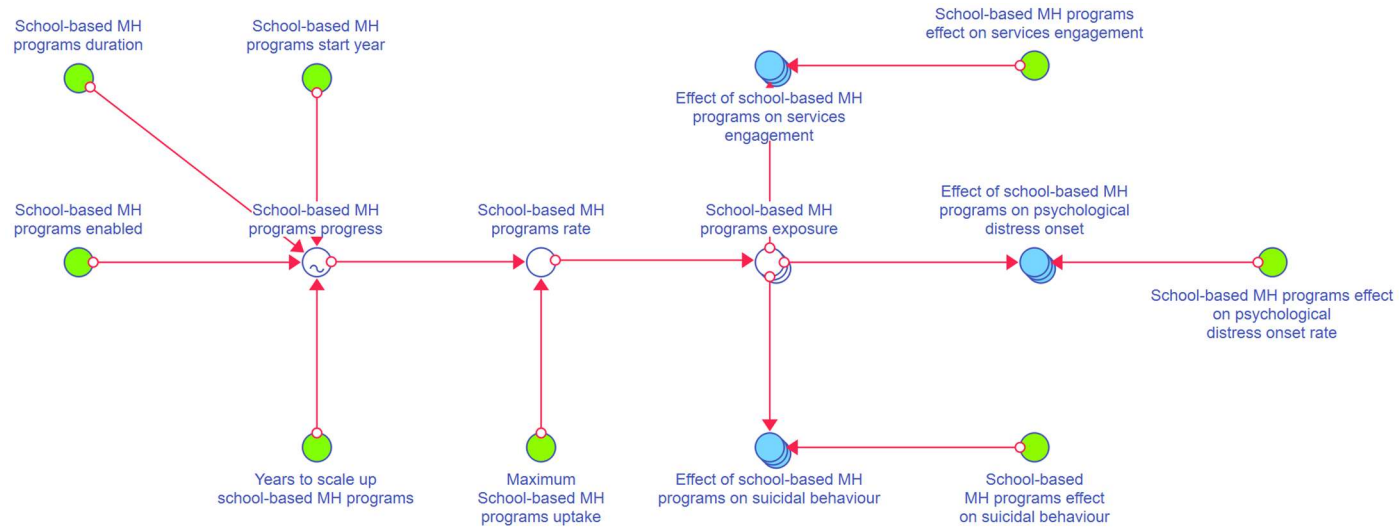 School-based MH
programs duration
School-based MH
programs start year
School-based MH programs
effect on services engagement
Effect of school-based MH
programs on services
engagement
School-based MH
programs enabled
School-based MH
programs progress
School-based MH
programs rate
School-based MH
programs exposure
Effect of school-based MH
programs on psychological
distress onset
School-based MH programs effect
on psychological
distress onset rate
Years to scale up
school-based MH programs
Maximum
School-based MH
programs uptake
Effect of school-based MH
programs on suicidal behaviour
School-based
MH programs effect
on suicidal behaviour